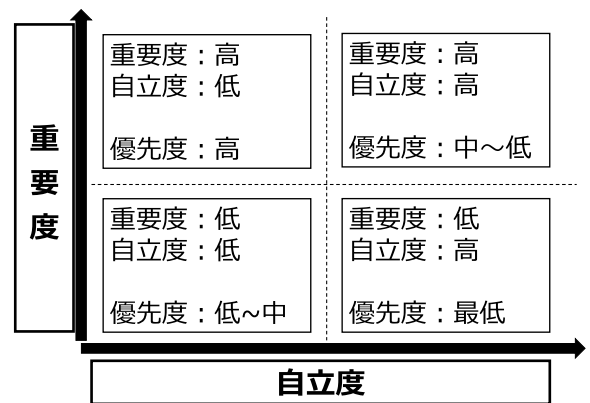 重要度
重要度：高
自立度：低
優先度：高
重要度：高
自立度：高
優先度：中～低
重要度：低
自立度：低
優先度：低~中
重要度：低
自立度：高
優先度：最低
自立度